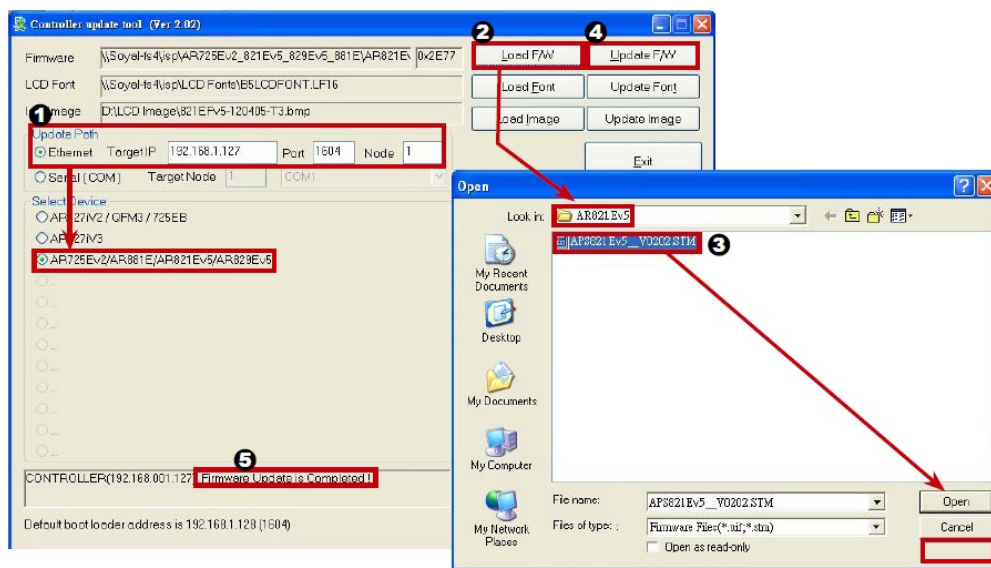 Controller update tool (Ver 2.02)
Firmware \\Soyal-fs4\isp\AR725Ev2_821Ev5_829Ev5_881E\AR821E 0x2E77
2 Load F/W
4 Update F/W
LCD Font \\Soyal-fs4\isp\LCD Fonts\B5LCDFONT.LF16
Load Font
Update Font
Image D:\LCD Image\821EFv5-120405-T3.bmp
Load Image
Update Image
1
Update Path
Ethernet Target IP 192.168.1.127 Port 1604 Node 1
Exit
Serial (COM) Target Node 1 COM1
Select Device
AR727iV2 / QFM3 / 725EB
AR727iV3
AR725Ev2/AR881E/AR821Ev5/AR829Ev5
...
...
...
...
...
...
...
...
...
5
CONTROLLER(192.168.001.127) Firmware Update is Completed !
Default boot loader address is 192.168.1.128 (1604)
Open
Look in: AR821Ev5
APS821Ev5__V0202.STM
3
My Recent
Documents
Desktop
My Documents
My Computer
My Network
Places
File name: APS821Ev5__V0202.STM
Open
Files of type: : Firmware Files(*.uif;*.stm)
Cancel
Open as read-only